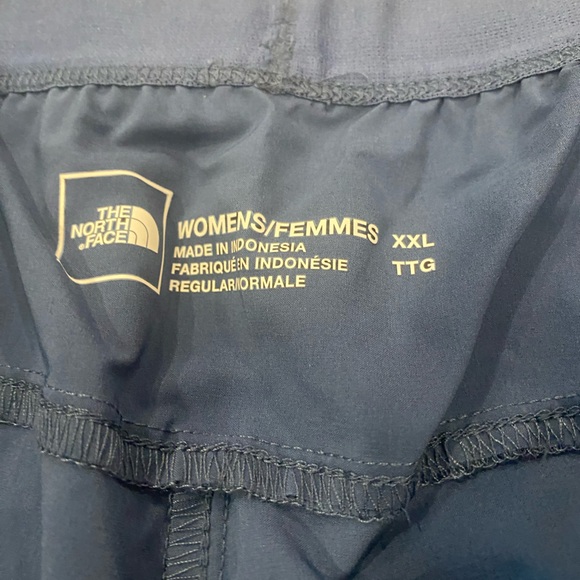 THE
NORTH
FACE
WOMENS/FEMMES XXL
MADE IN INDONESIA
FABRIQUÉ EN INDONÉSIE TTG
REGULAR/NORMALE